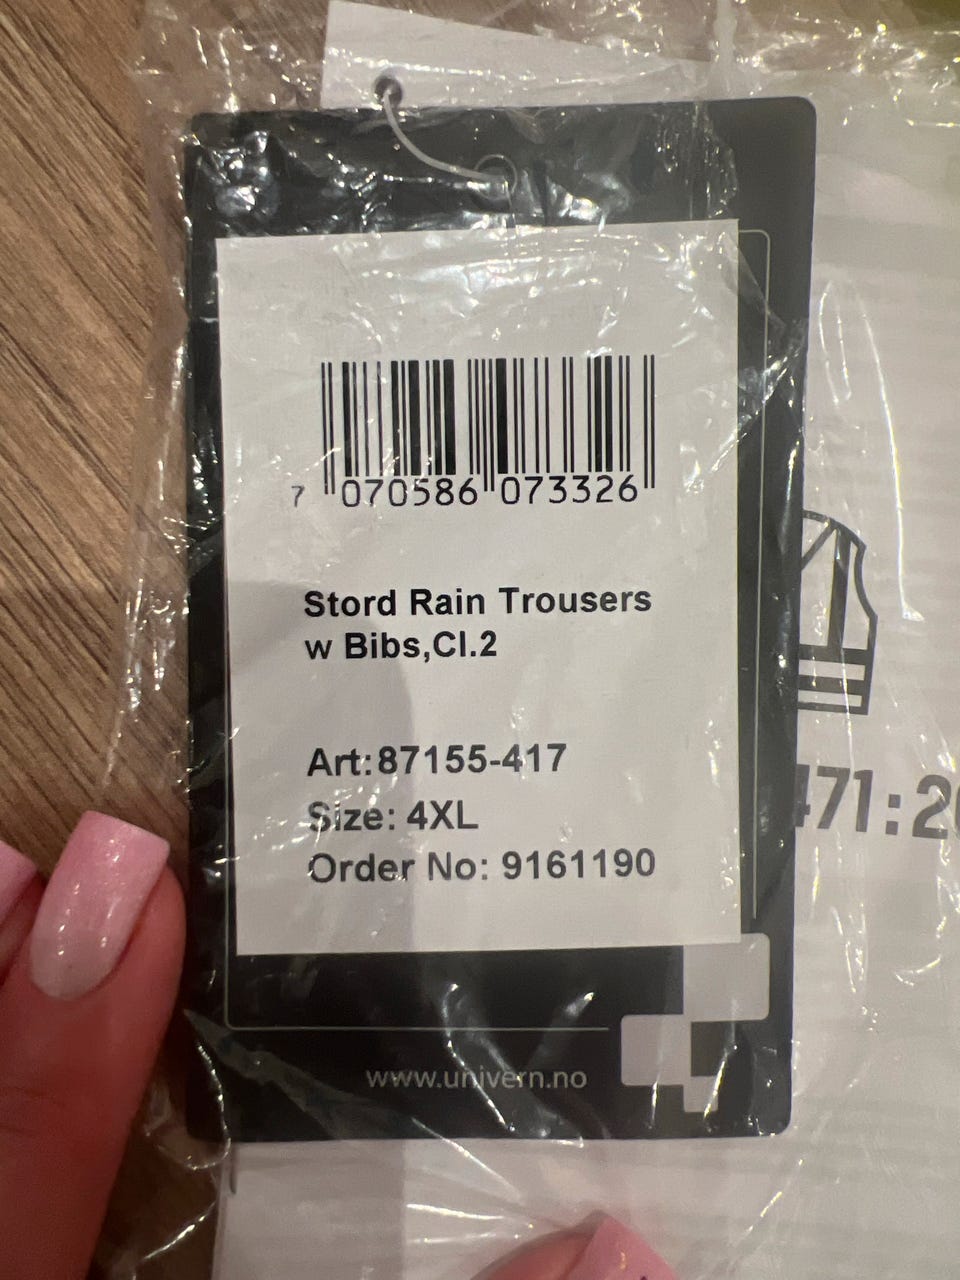 7 070586 073326
Stord Rain Trousers
w Bibs,Cl.2
Art:87155-417
Size: 4XL
Order No: 9161190
471:20
www.univern.no